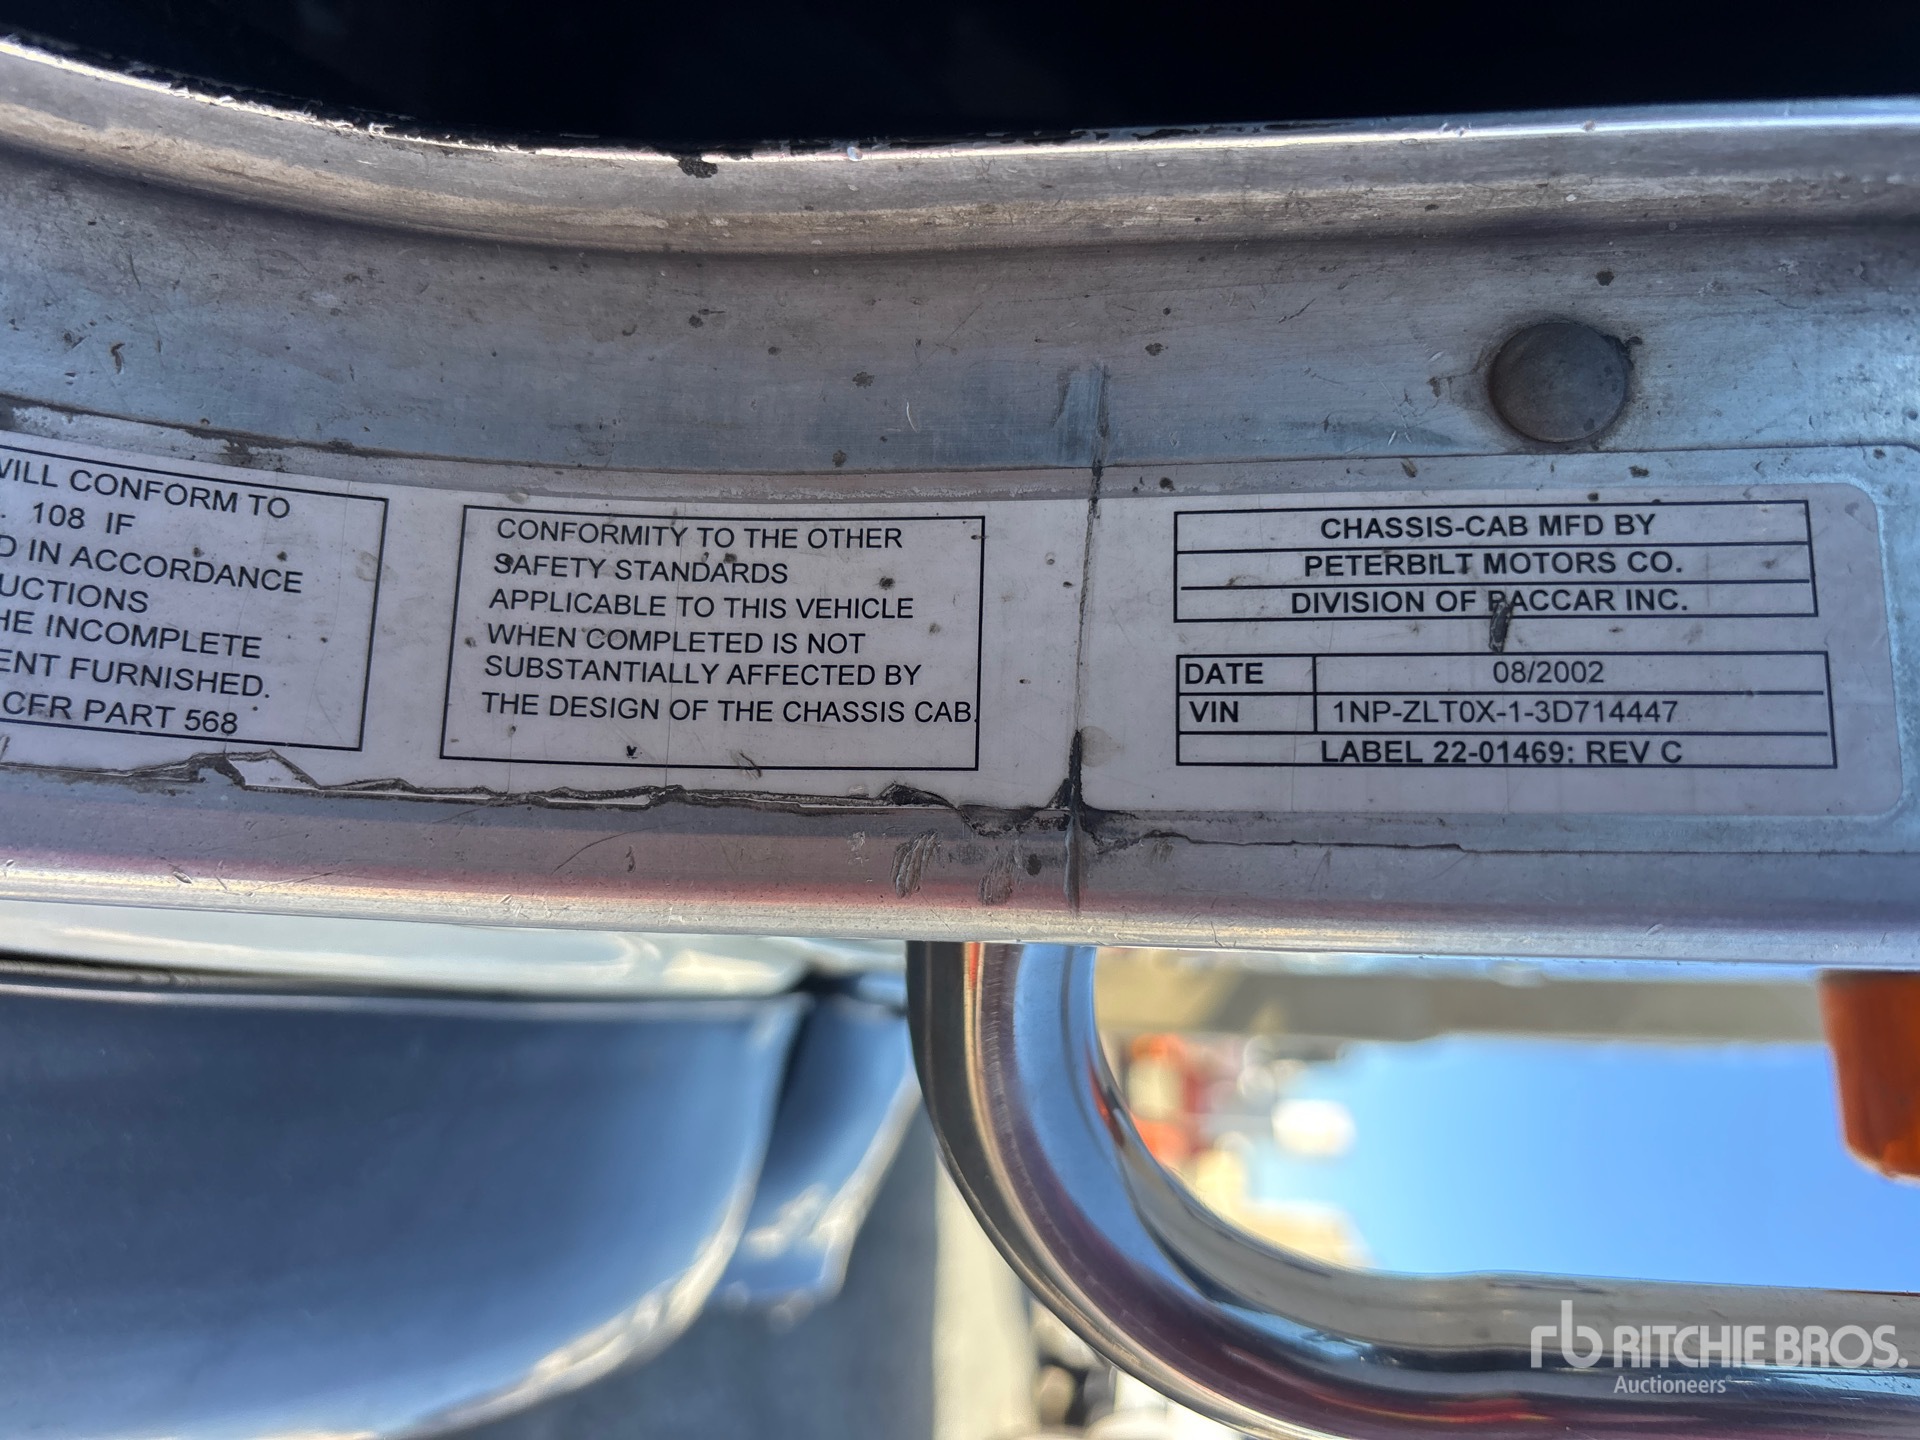 WILL CONFORM TO
. 108 IF
D IN ACCORDANCE
UCTIONS
HE INCOMPLETE
ENT FURNISHED.
CFR PART 568
CONFORMITY TO THE OTHER
SAFETY STANDARDS
APPLICABLE TO THIS VEHICLE
WHEN COMPLETED IS NOT
SUBSTANTIALLY AFFECTED BY
THE DESIGN OF THE CHASSIS CAB.
CHASSIS-CAB MFD BY
PETERBILT MOTORS CO.
DIVISION OF PACCAR INC.
DATE 08/2002
VIN 1NP-ZLT0X-1-3D714447
LABEL 22-01469: REV C
rb RITCHIE BROS.
Auctioneers